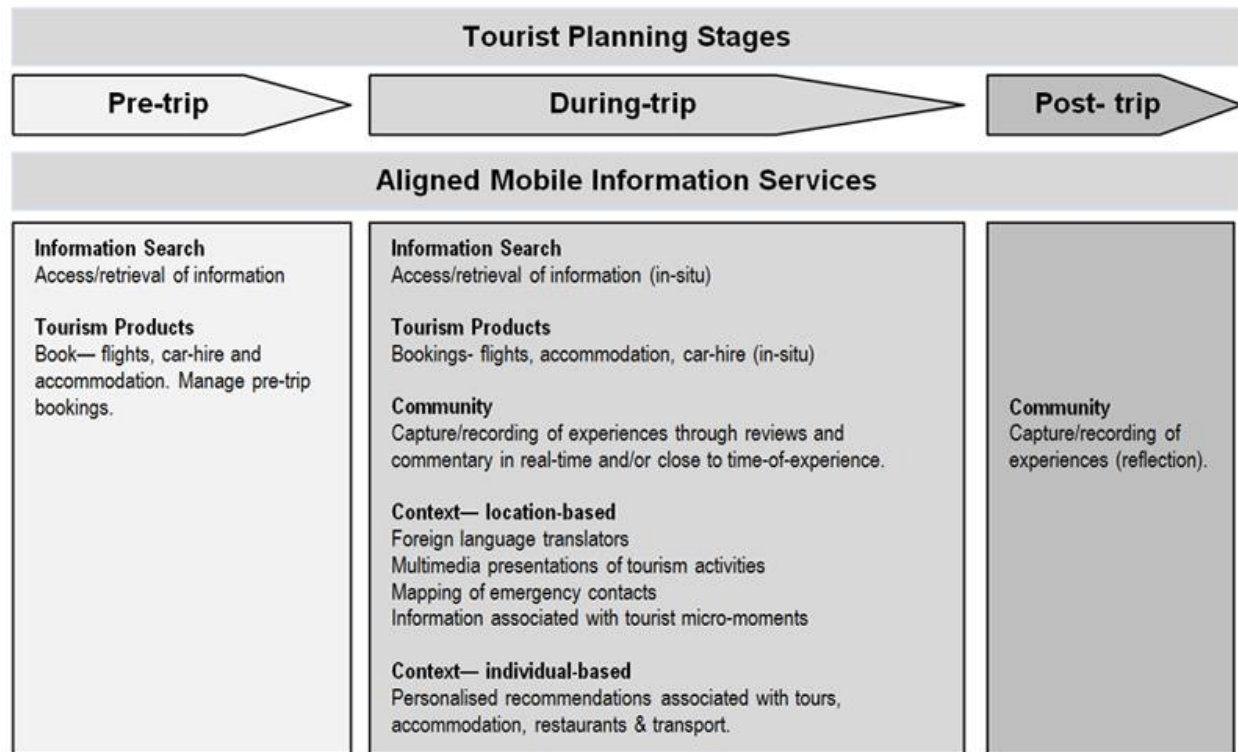 Tourist Planning Stages
Pre-trip
During-trip
Post- trip
Aligned Mobile Information Services
Information Search
Access/retrieval of information
Tourism Products
Book— flights, car-hire and
accommodation. Manage pre-trip
bookings.
Information Search
Access/retrieval of information (in-situ)
Tourism Products
Bookings- flights, accommodation, car-hire (in-situ)
Community
Capture/recording of experiences through reviews and
commentary in real-time and/or close to time-of-experience.
Context— location-based
Foreign language translators
Multimedia presentations of tourism activities
Mapping of emergency contacts
Information associated with tourist micro-moments
Context— individual-based
Personalised recommendations associated with tours,
accommodation, restaurants & transport.
Community
Capture/recording of
experiences (reflection).